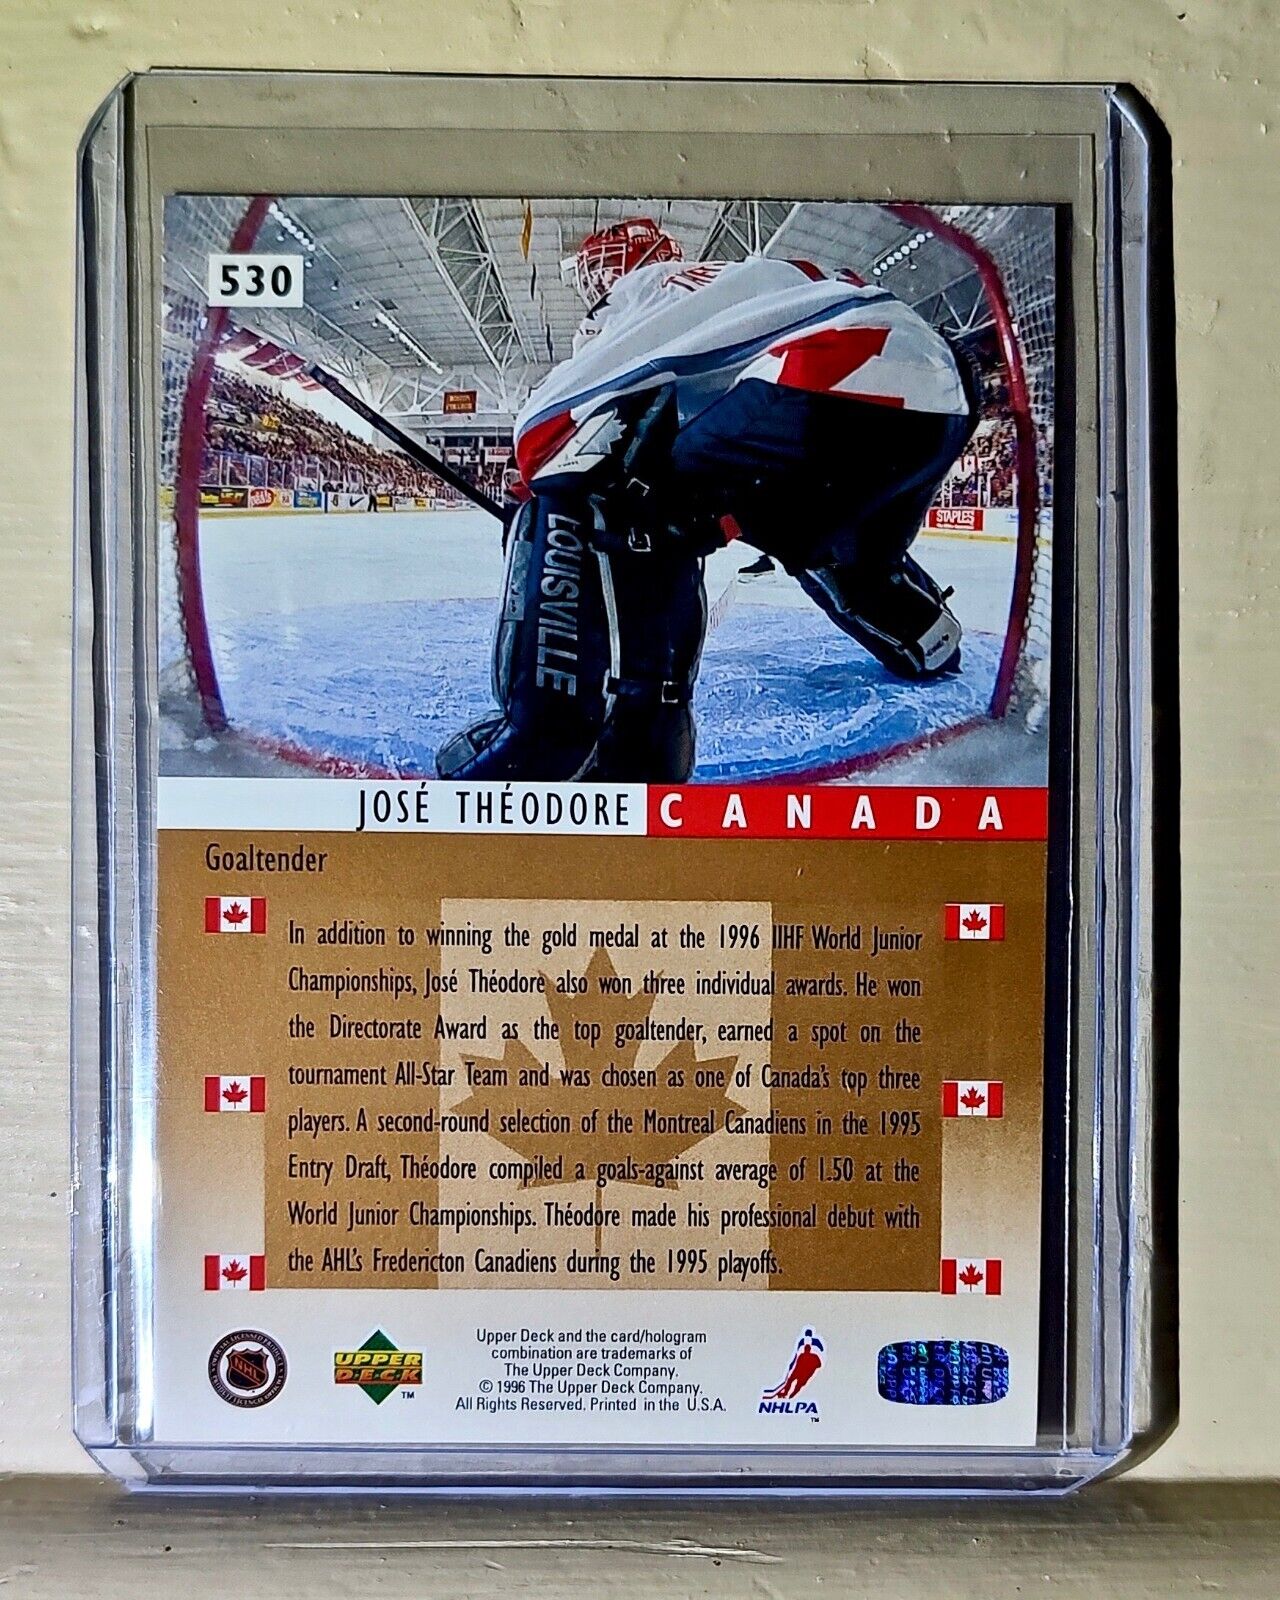 530
BOSTON
COLLEGE
STAPLES
LOUISVILLE
JOSÉ THÉODORE CANADA
Goaltender
In addition to winning the gold medal at the 1996 IIHF World Junior
Championships, José Théodore also won three individual awards. He won
the Directorate Award as the top goaltender, earned a spot on the
tournament All-Star Team and was chosen as one of Canada's top three
players. A second-round selection of the Montreal Canadiens in the 1995
Entry Draft, Théodore compiled a goals-against average of 1.50 at the
World Junior Championships. Théodore made his professional debut with
the AHL's Fredericton Canadiens during the 1995 playoffs.
NHL
UPPER
D·E·C·K
TM
Upper Deck and the card/hologram
combination are trademarks of
The Upper Deck Company.
© 1996 The Upper Deck Company.
All Rights Reserved. Printed in the U.S.A.
NHLPA
TM